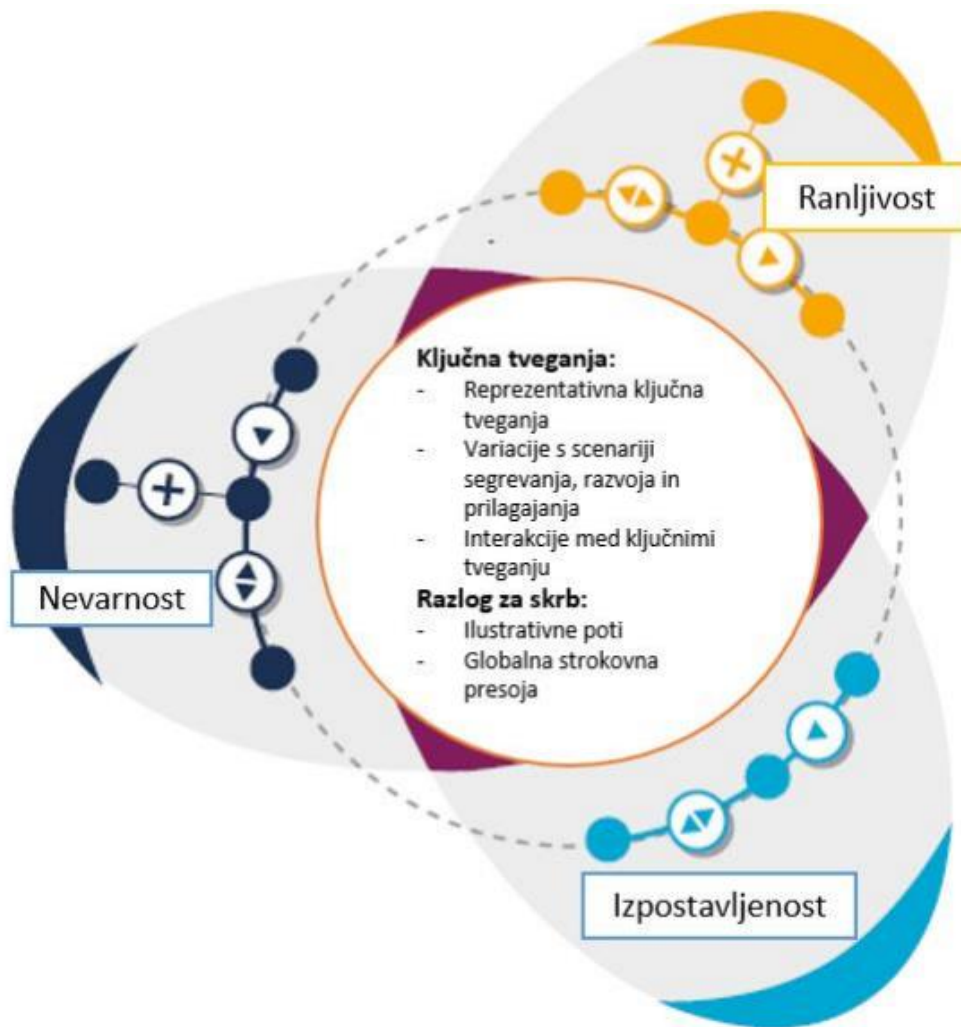 Ranljivost
Ključna tveganja:
- Reprezentativna ključna
tveganja
- Variacije s scenariji
segrevanja, razvoja in
prilagajanja
- Interakcije med ključnimi
tveganju
Razlog za skrb:
- Ilustrativne poti
- Globalna strokovna
presoja
Nevarnost
Izpostavljenost